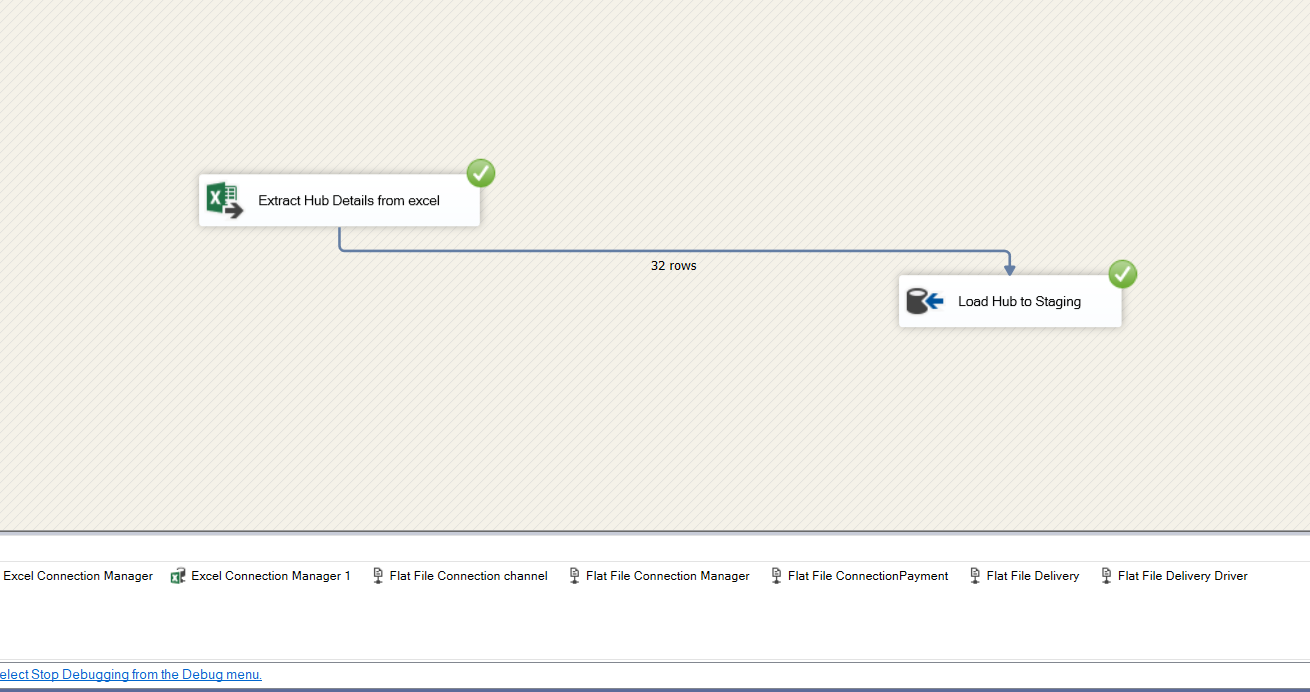 Extract Hub Details from excel
32 rows
Load Hub to Staging
Excel Connection Manager Excel Connection Manager 1 Flat File Connection channel Flat File Connection Manager Flat File ConnectionPayment Flat File Delivery Flat File Delivery Driver
elect Stop Debugging from the Debug menu.